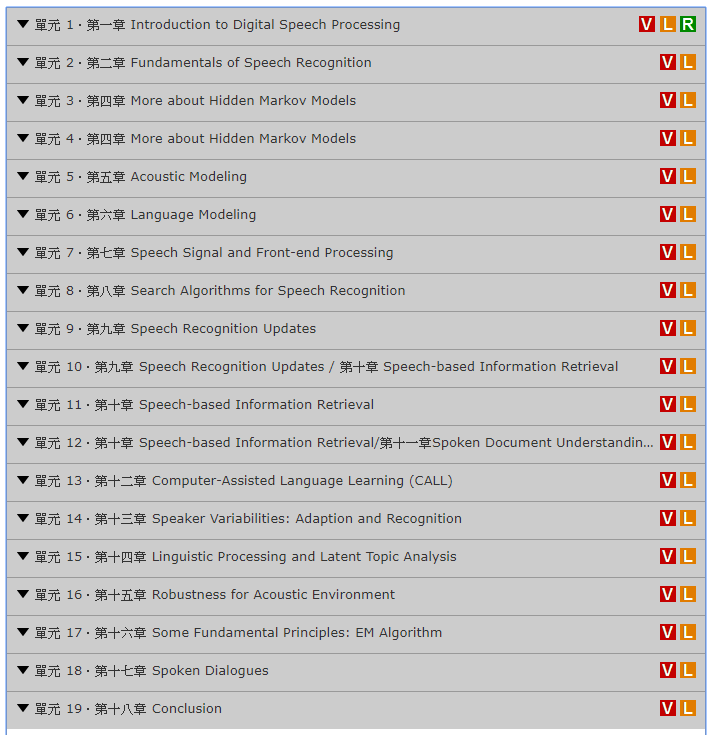 ▼ 單元 1．第一章 Introduction to Digital Speech Processing V L R
▼ 單元 2．第二章 Fundamentals of Speech Recognition V L
▼ 單元 3．第四章 More about Hidden Markov Models V L
▼ 單元 4．第四章 More about Hidden Markov Models V L
▼ 單元 5．第五章 Acoustic Modeling V L
▼ 單元 6．第六章 Language Modeling V L
▼ 單元 7．第七章 Speech Signal and Front-end Processing V L
▼ 單元 8．第八章 Search Algorithms for Speech Recognition V L
▼ 單元 9．第九章 Speech Recognition Updates V L
▼ 單元 10．第九章 Speech Recognition Updates / 第十章 Speech-based Information Retrieval V L
▼ 單元 11．第十章 Speech-based Information Retrieval V L
▼ 單元 12．第十章 Speech-based Information Retrieval/第十一章Spoken Document Understandin... V L
▼ 單元 13．第十二章 Computer-Assisted Language Learning (CALL) V L
▼ 單元 14．第十三章 Speaker Variabilities: Adaption and Recognition V L
▼ 單元 15．第十四章 Linguistic Processing and Latent Topic Analysis V L
▼ 單元 16．第十五章 Robustness for Acoustic Environment V L
▼ 單元 17．第十六章 Some Fundamental Principles: EM Algorithm V L
▼ 單元 18．第十七章 Spoken Dialogues V L
▼ 單元 19．第十八章 Conclusion V L